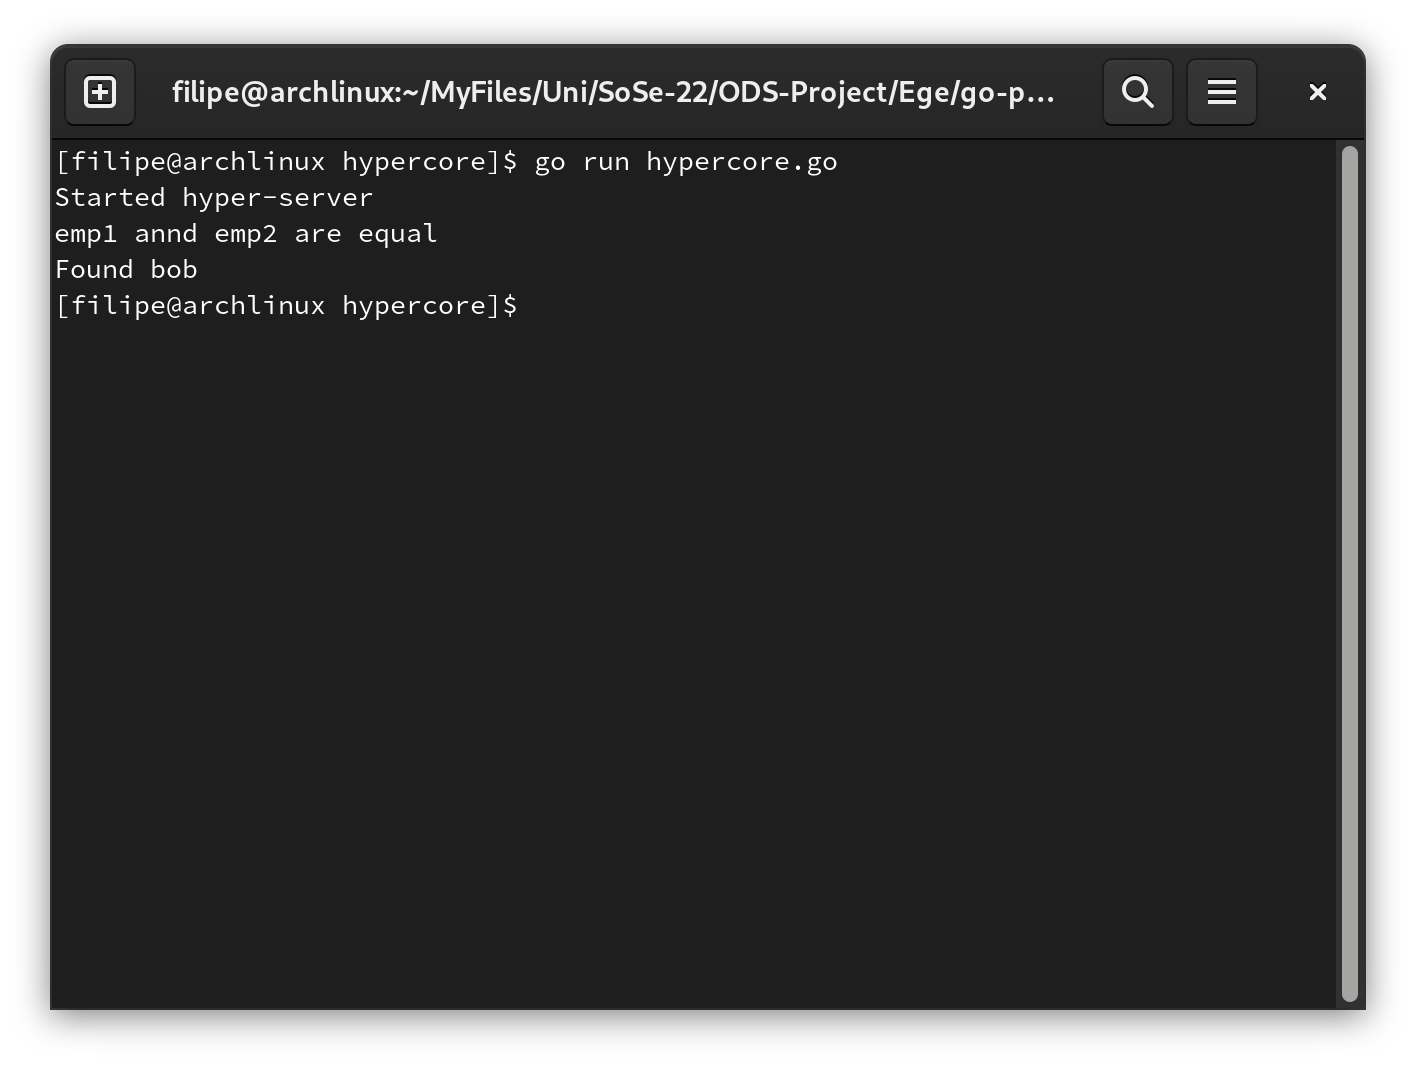 filipe@archlinux:~/MyFiles/Uni/SoSe-22/ODS-Project/Ege/go-p…
[filipe@archlinux hypercore]$ go run hypercore.go
Started hyper-server
emp1 annd emp2 are equal
Found bob
[filipe@archlinux hypercore]$